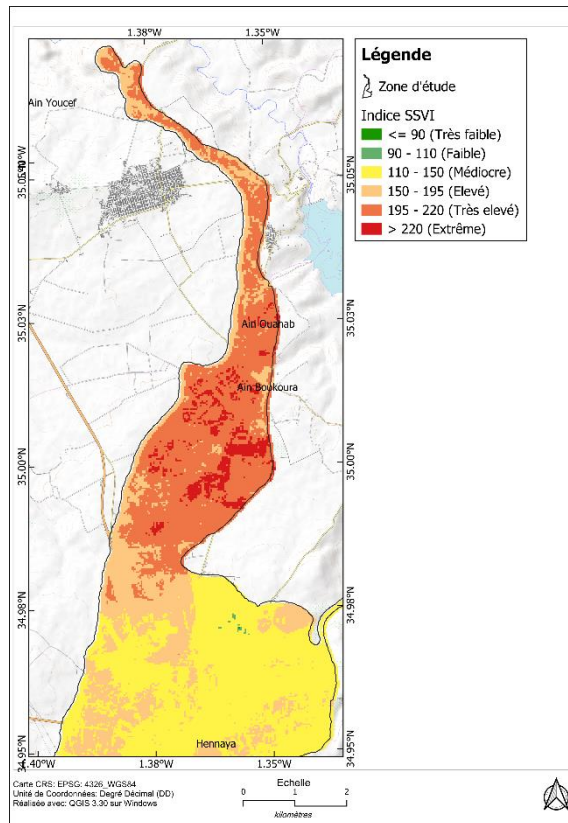 1.38°W 1.35°W
Légende
Zone d'étude
Indice SSVI
<= 90 (Très faible)
90 - 110 (Faible)
110 - 150 (Médiocre)
150 - 195 (Elevé)
195 - 220 (Très elevé)
> 220 (Extrême)
Ain Youcef
35.05°N
35.03°N Aid Ouahab 35.03°N
Ain Boukoura
35.00°N 35.00°N
34.98°N 34.98°N
Hennaya
34.95°N 34.95°N
1.40°W 1.38°W 1.35°W
Carte CRS: EPSG: 4326_WGS84
Unité de Coordonnées: Degré Décimal (DD)
Réalisée avec: QGIS 3.30 sur Windows
Echelle
0 1 2
kilomètres